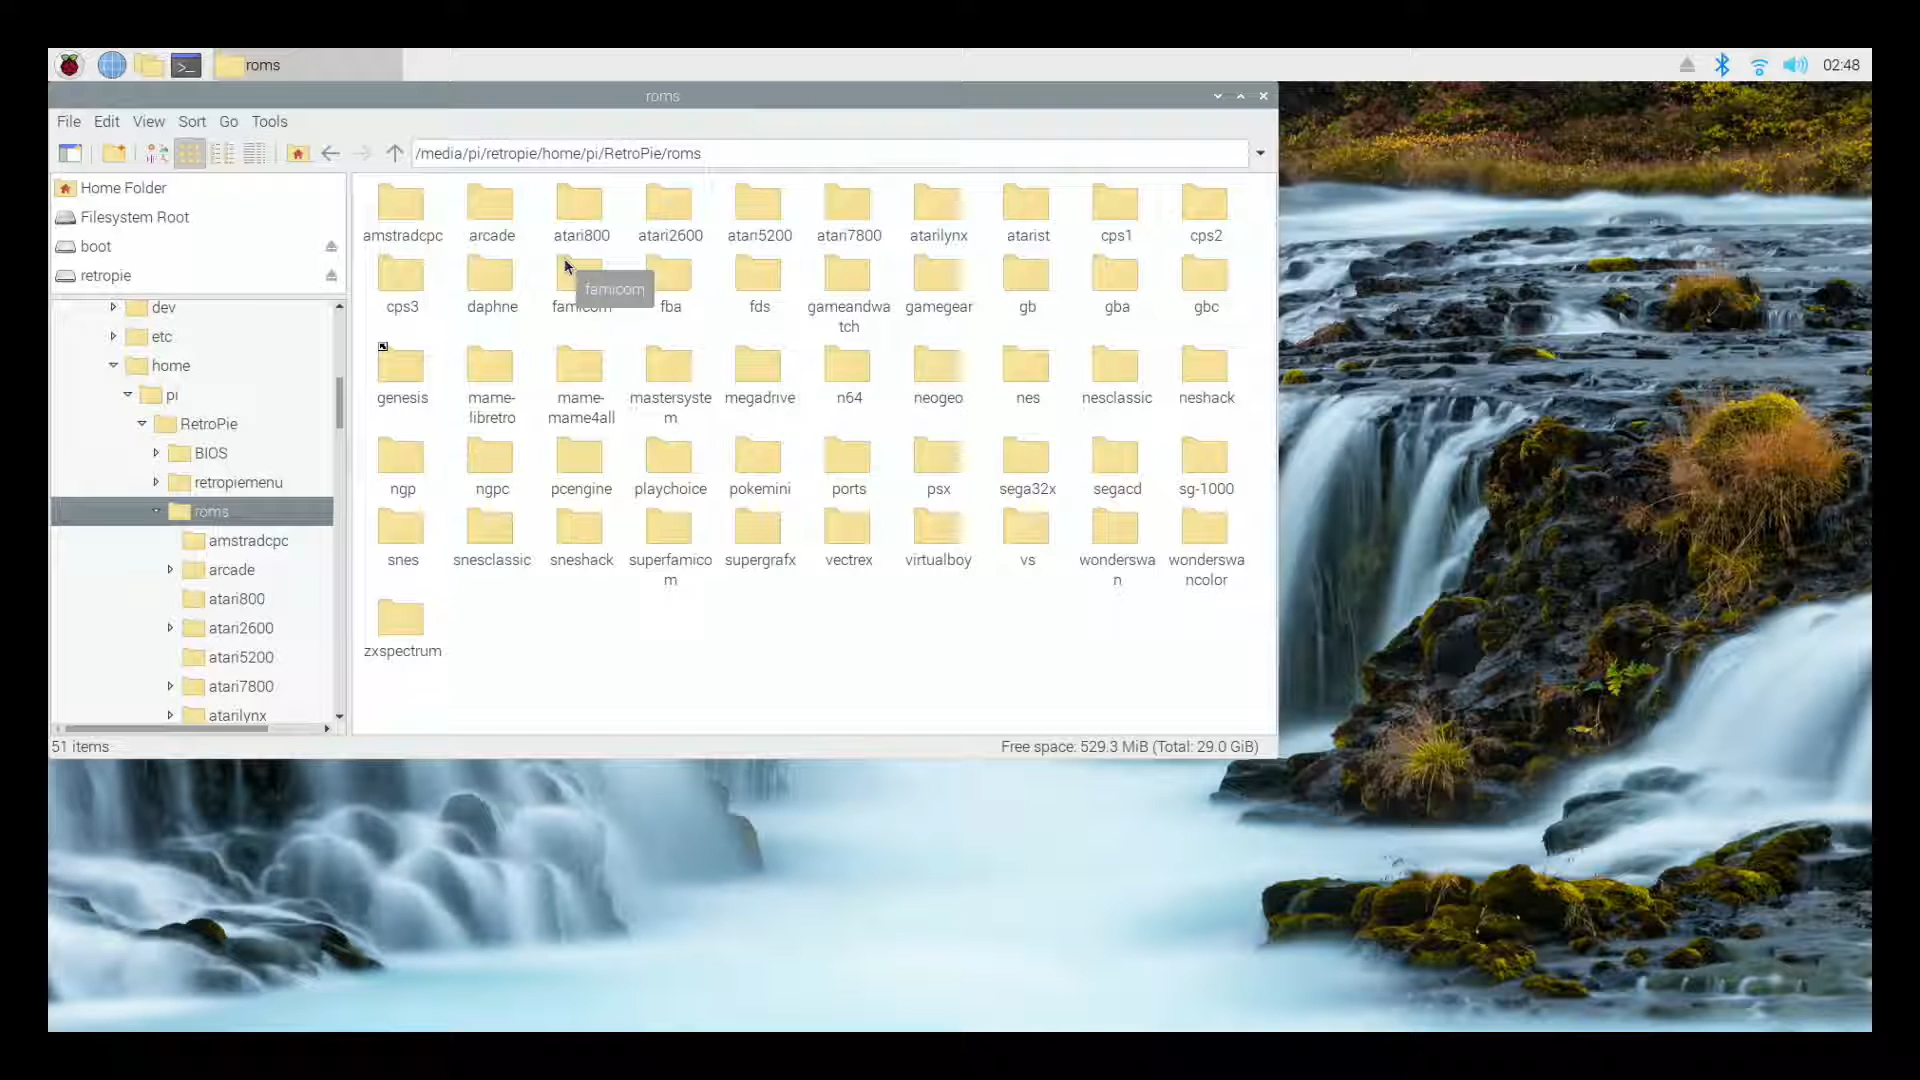 roms
02:48
roms
File Edit View Sort Go Tools
/media/pi/retropie/home/pi/RetroPie/roms
Home Folder
Filesystem Root
boot
retropie
dev
etc
home
pi
RetroPie
BIOS
retropiemenu
roms
amstradcpc
arcade
atari800
atari2600
atari5200
atari7800
atarilynx
amstradcpc arcade atari800 atari2600 atari5200 atari7800 atarilynx atarist cps1 cps2
famicom
cps3 daphne famicom fba fds gameandwa gamegear gb gba gbc
tch
genesis mame- mame- mastersyste megadrive n64 neogeo nes nesclassic neshack
libretro mame4all m
ngp ngpc pcengine playchoice pokemini ports psx sega32x segacd sg-1000
snes snesclassic sneshack superfamico supergrafx vectrex virtualboy vs wonderswa wonderswa
m n ncolor
zxspectrum
51 items
Free space: 529.3 MiB (Total: 29.0 GiB)